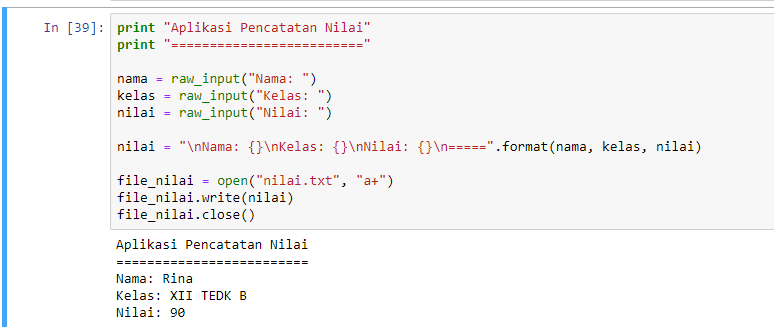 In [39]:
print "Aplikasi Pencatatan Nilai"
print "========================="
nama = raw_input("Nama: ")
kelas = raw_input("Kelas: ")
nilai = raw_input("Nilai: ")
nilai = "\nNama: {}\nKelas: {}\nNilai: {}\n=====".format(nama, kelas, nilai)
file_nilai = open("nilai.txt", "a+")
file_nilai.write(nilai)
file_nilai.close()
Aplikasi Pencatatan Nilai
=========================
Nama: Rina
Kelas: XII TEDK B
Nilai: 90